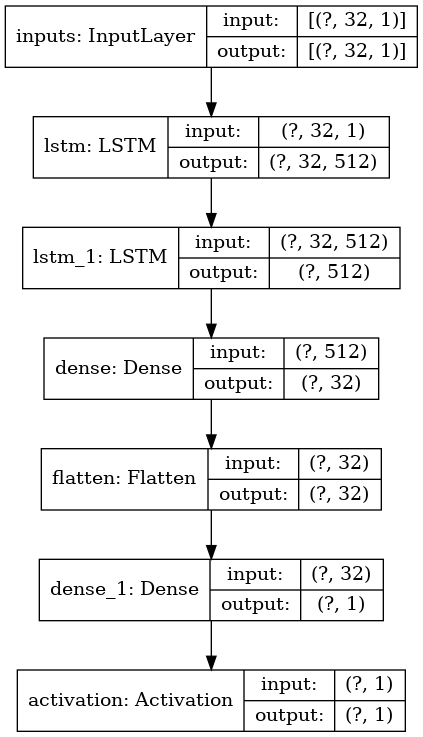 inputs: InputLayer
input: [(?, 32, 1)]
output: [(?, 32, 1)]
lstm: LSTM
input: (?, 32, 1)
output: (?, 32, 512)
lstm_1: LSTM
input: (?, 32, 512)
output: (?, 512)
dense: Dense
input: (?, 512)
output: (?, 32)
flatten: Flatten
input: (?, 32)
output: (?, 32)
dense_1: Dense
input: (?, 32)
output: (?, 1)
activation: Activation
input: (?, 1)
output: (?, 1)